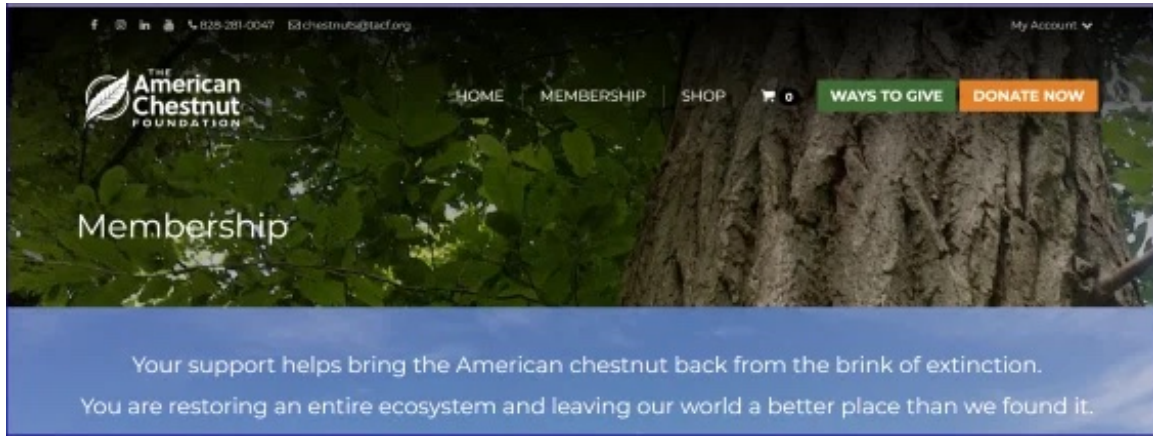 828-281-0047 chestnuts@tacf.org My Account
THE
American
Chestnut
FOUNDATION
HOME MEMBERSHIP SHOP 0 WAYS TO GIVE DONATE NOW
Membership
Your support helps bring the American chestnut back from the brink of extinction.
You are restoring an entire ecosystem and leaving our world a better place than we found it.